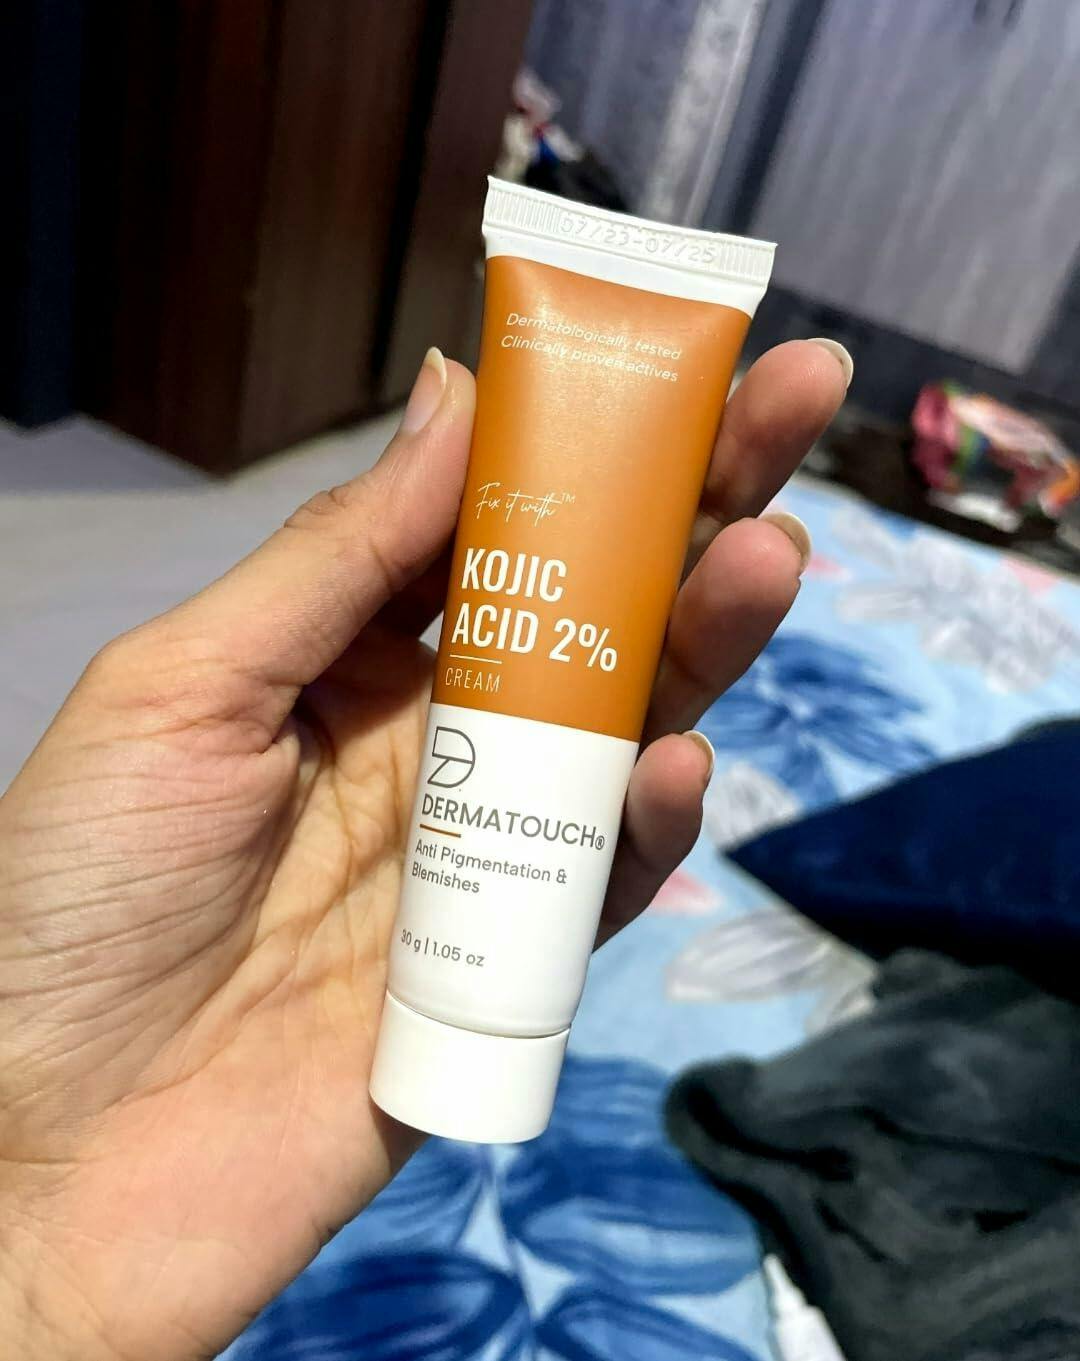 07/23-07/25
Dermatologically tested
Clinically proven actives
Fix it with™
KOJIC
ACID 2%
CREAM
DERMATOUCH®
Anti Pigmentation &
Blemishes
30 g | 1.05 oz